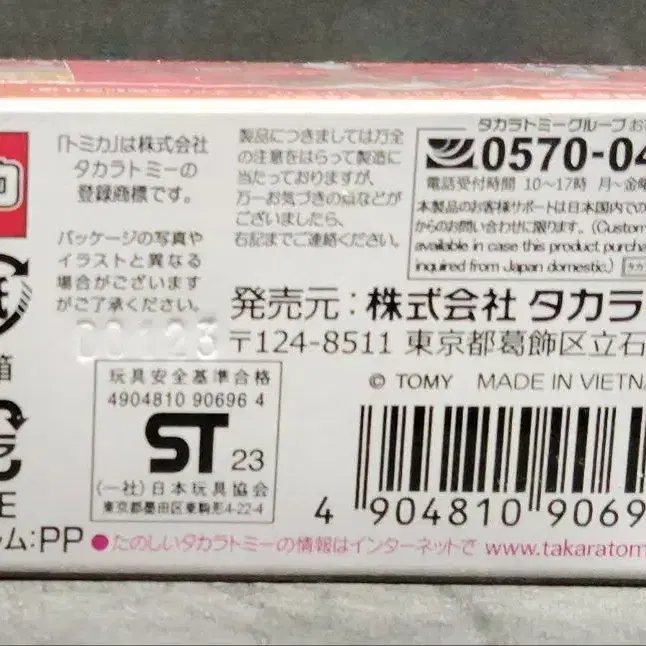 「トミカ」は株式会社
タカラトミーの
登録商標です。
パッケージの写真や
イラストと異なる
場合がございます
がご了承ください。
製品につきましては万全
の注意をはらって製造に
当たっておりますが、
万一お気づきの点などが
ございましたら、
右記までご連絡ください。
タカラトミーグループお
0570-04
電話受付時間 10〜17時 月〜金曜
本製品のお客様サポートは日本国内での
からのお問い合わせに限ります。(Custom
available in case this product purcha
inquired from Japan domestic.)
発売元:株式会社 タカラ
〒124-8511 東京都葛飾区立石
© TOMY MADE IN VIETNA
玩具安全基準合格
4904810 90696 4
ST 23
(一社)日本玩具協会
東京都墨田区東駒形4-22-4
4 904810 9069
箱
ム:PP
●たのしいタカラトミーの情報はインターネットで www.takaratom